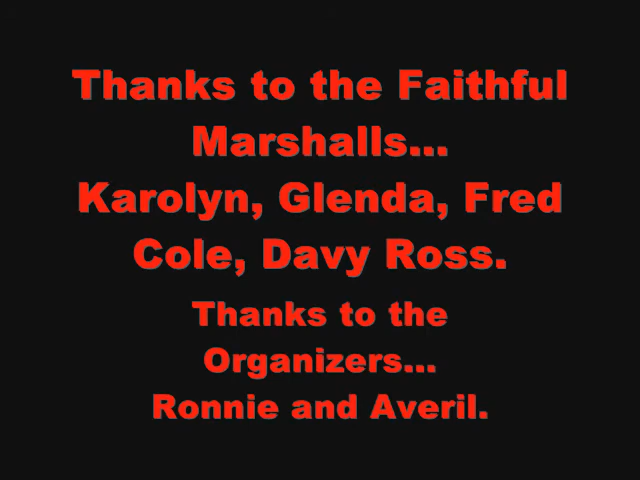 Thanks to the Faithful
Marshalls...
Karolyn, Glenda, Fred
Cole, Davy Ross.
Thanks to the
Organizers...
Ronnie and Averil.